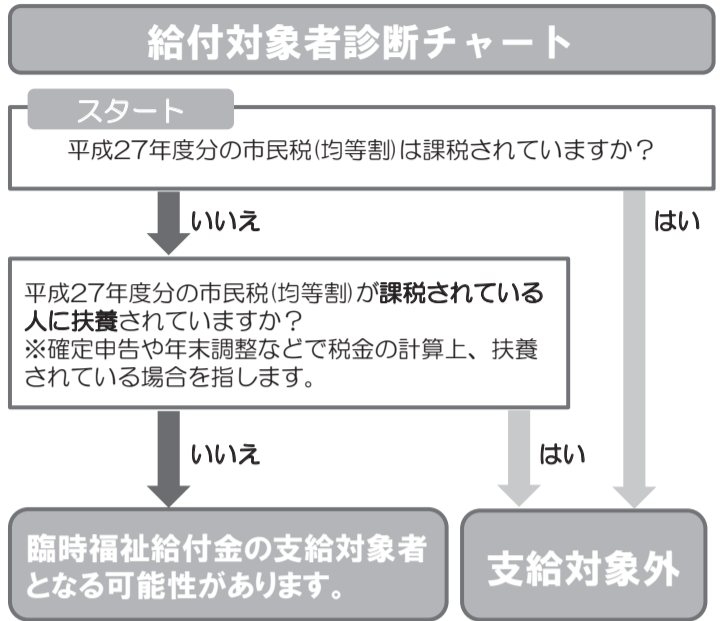 給付対象者診断チャート
スタート
平成27年度分の市民税(均等割)は課税されていますか？
いいえ
はい
平成27年度分の市民税(均等割)が課税されている
人に扶養されていますか？
※確定申告や年末調整などで税金の計算上、扶養
されている場合を指します。
いいえ
はい
臨時福祉給付金の支給対象者
となる可能性があります。
支給対象外